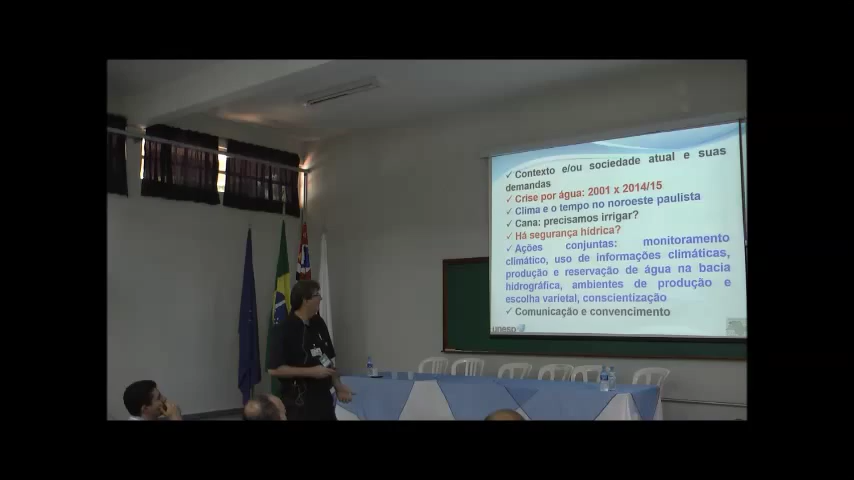 ✓ Contexto e/ou sociedade atual e suas
demandas
✓ Crise por água: 2001 x 2014/15
✓ Clima e o tempo no noroeste paulista
✓ Cana: precisamos irrigar?
✓ Há segurança hídrica?
✓ Ações conjuntas: monitoramento
climático, uso de informações climáticas,
produção e reservação de água na bacia
hidrográfica, ambientes de produção e
escolha varietal, conscientização
✓ Comunicação e convencimento
unesp